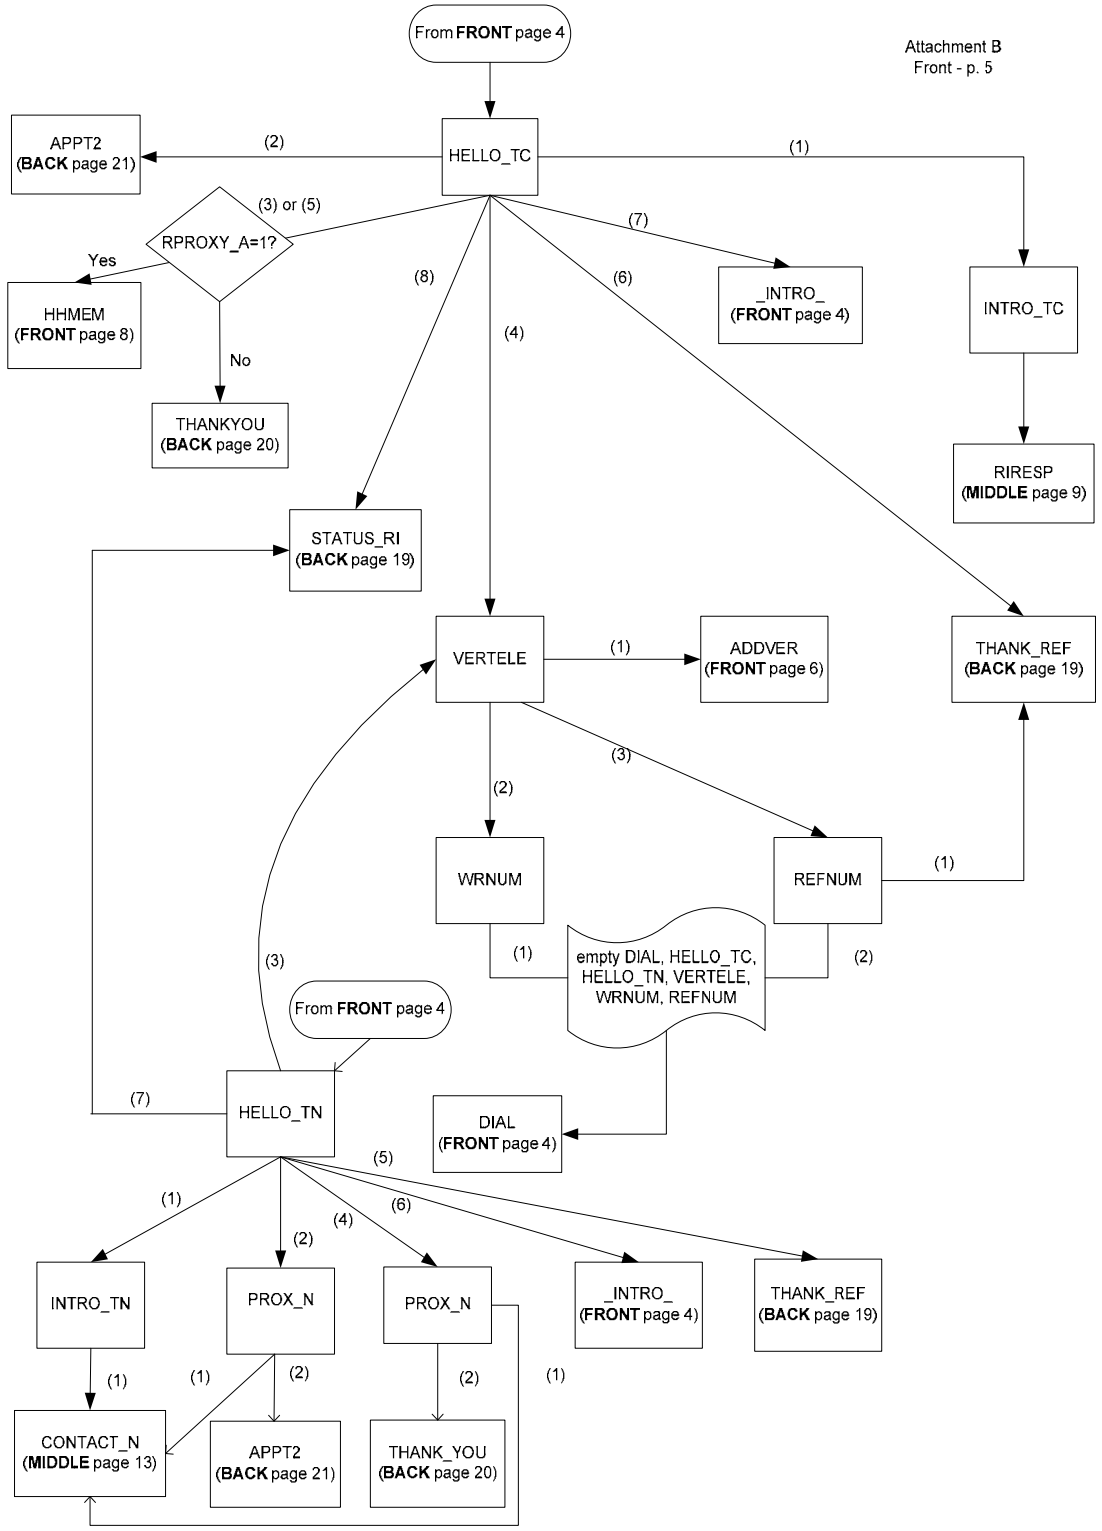 From FRONT page 4
Attachment B
Front - p. 5
APPT2
(BACK page 21)
(2)
HELLO_TC
(1)
(3) or (5)
RPROXY_A=1?
Yes
HHMEM
(FRONT page 8)
No
THANKYOU
(BACK page 20)
(8)
(4)
(7)
(6)
_INTRO_
(FRONT page 4)
INTRO_TC
RIRESP
(MIDDLE page 9)
STATUS_RI
(BACK page 19)
VERTELE
(1)
ADDVER
(FRONT page 6)
THANK_REF
(BACK page 19)
(2)
(3)
WRNUM
REFNUM
(1)
(1)
empty DIAL, HELLO_TC,
HELLO_TN, VERTELE,
WRNUM, REFNUM
(2)
(3)
From FRONT page 4
(7)
HELLO_TN
DIAL
(FRONT page 4)
(1)
(2)
(4)
(6)
(5)
INTRO_TN
PROX_N
PROX_N
_INTRO_
(FRONT page 4)
THANK_REF
(BACK page 19)
(1)
(1)
(2)
(2)
(1)
CONTACT_N
(MIDDLE page 13)
APPT2
(BACK page 21)
THANK_YOU
(BACK page 20)